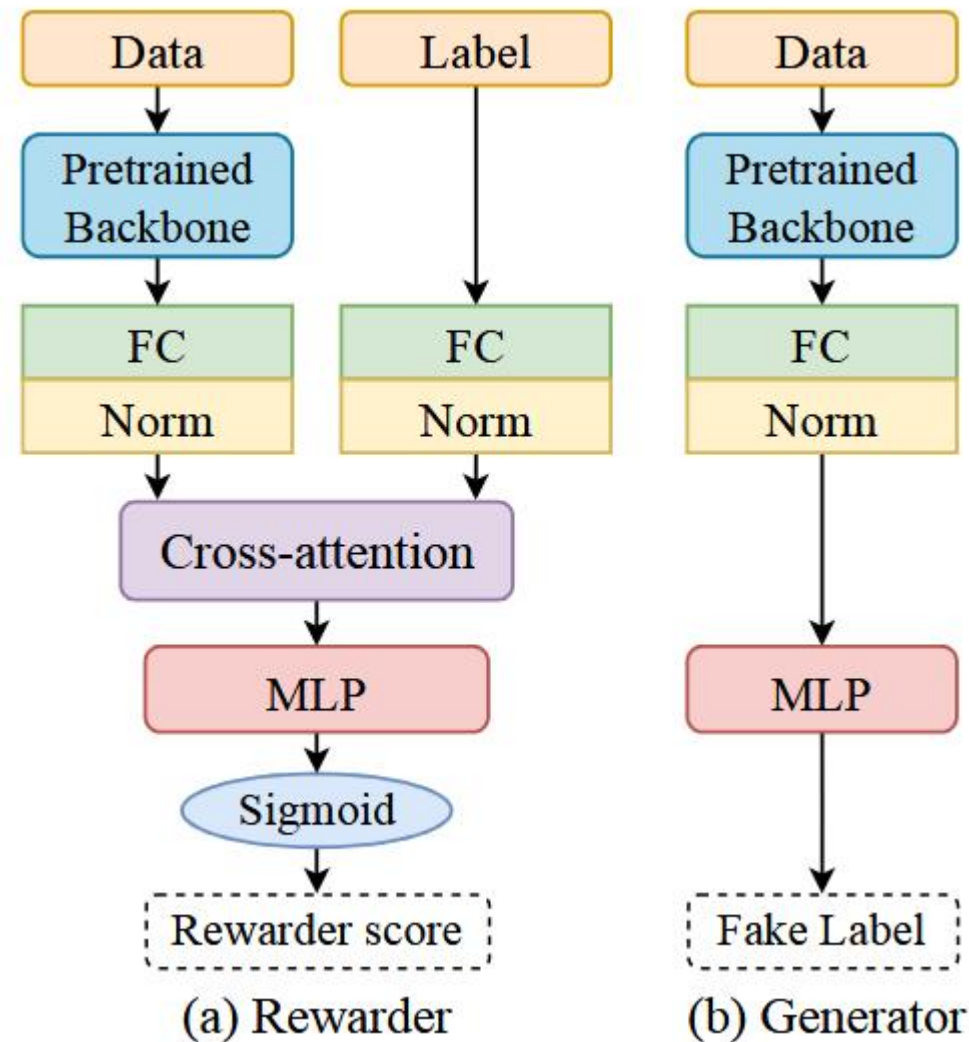 Data
Pretrained
Backbone
FC
Norm
Label
FC
Norm
Cross-attention
MLP
Sigmoid
Rewarder score
(a) Rewarder
Data
Pretrained
Backbone
FC
Norm
MLP
Fake Label
(b) Generator